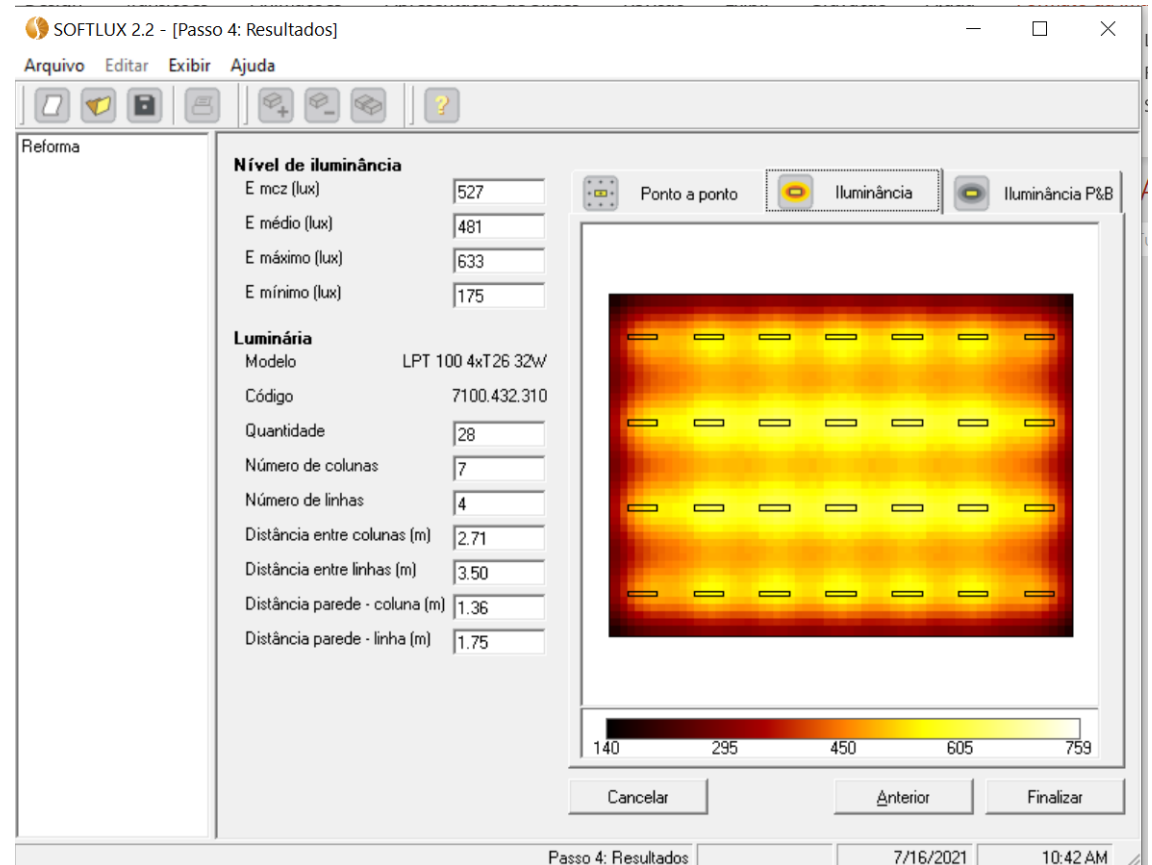 SOFTLUX 2.2 - [Passo 4: Resultados]
Arquivo Editar Exibir Ajuda
Reforma
Nível de iluminância
E mcz (lux) 527
E médio (lux) 481
E máximo (lux) 633
E mínimo (lux) 175
Luminária
Modelo LPT 100 4xT26 32W
Código 7100.432.310
Quantidade 28
Número de colunas 7
Número de linhas 4
Distância entre colunas (m) 2.71
Distância entre linhas (m) 3.50
Distância parede - coluna (m) 1.36
Distância parede - linha (m) 1.75
Ponto a ponto Iluminância Iluminância P&B
140 295 450 605 759
Cancelar Anterior Finalizar
Passo 4: Resultados 7/16/2021 10:42 AM